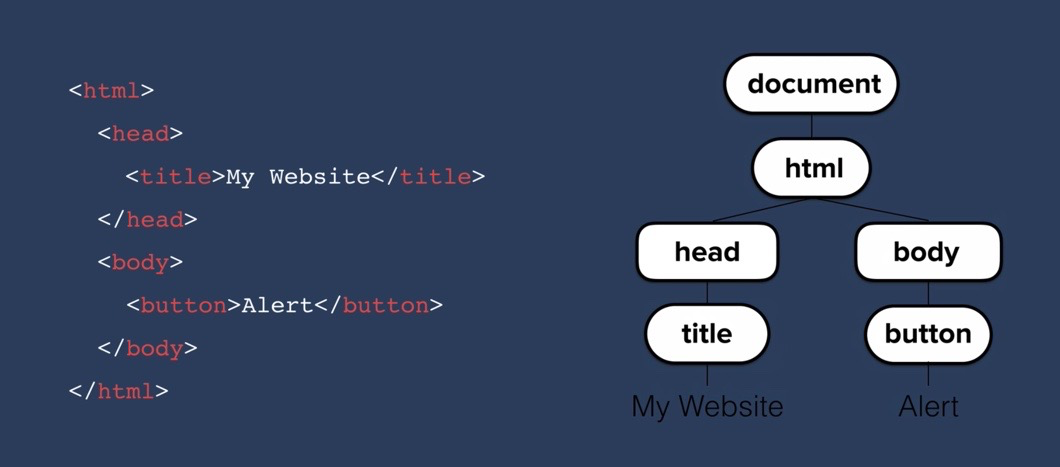 <html>
<head>
<title>My Website</title>
</head>
<body>
<button>Alert</button>
</body>
</html>
document
html
head body
title button
My Website Alert